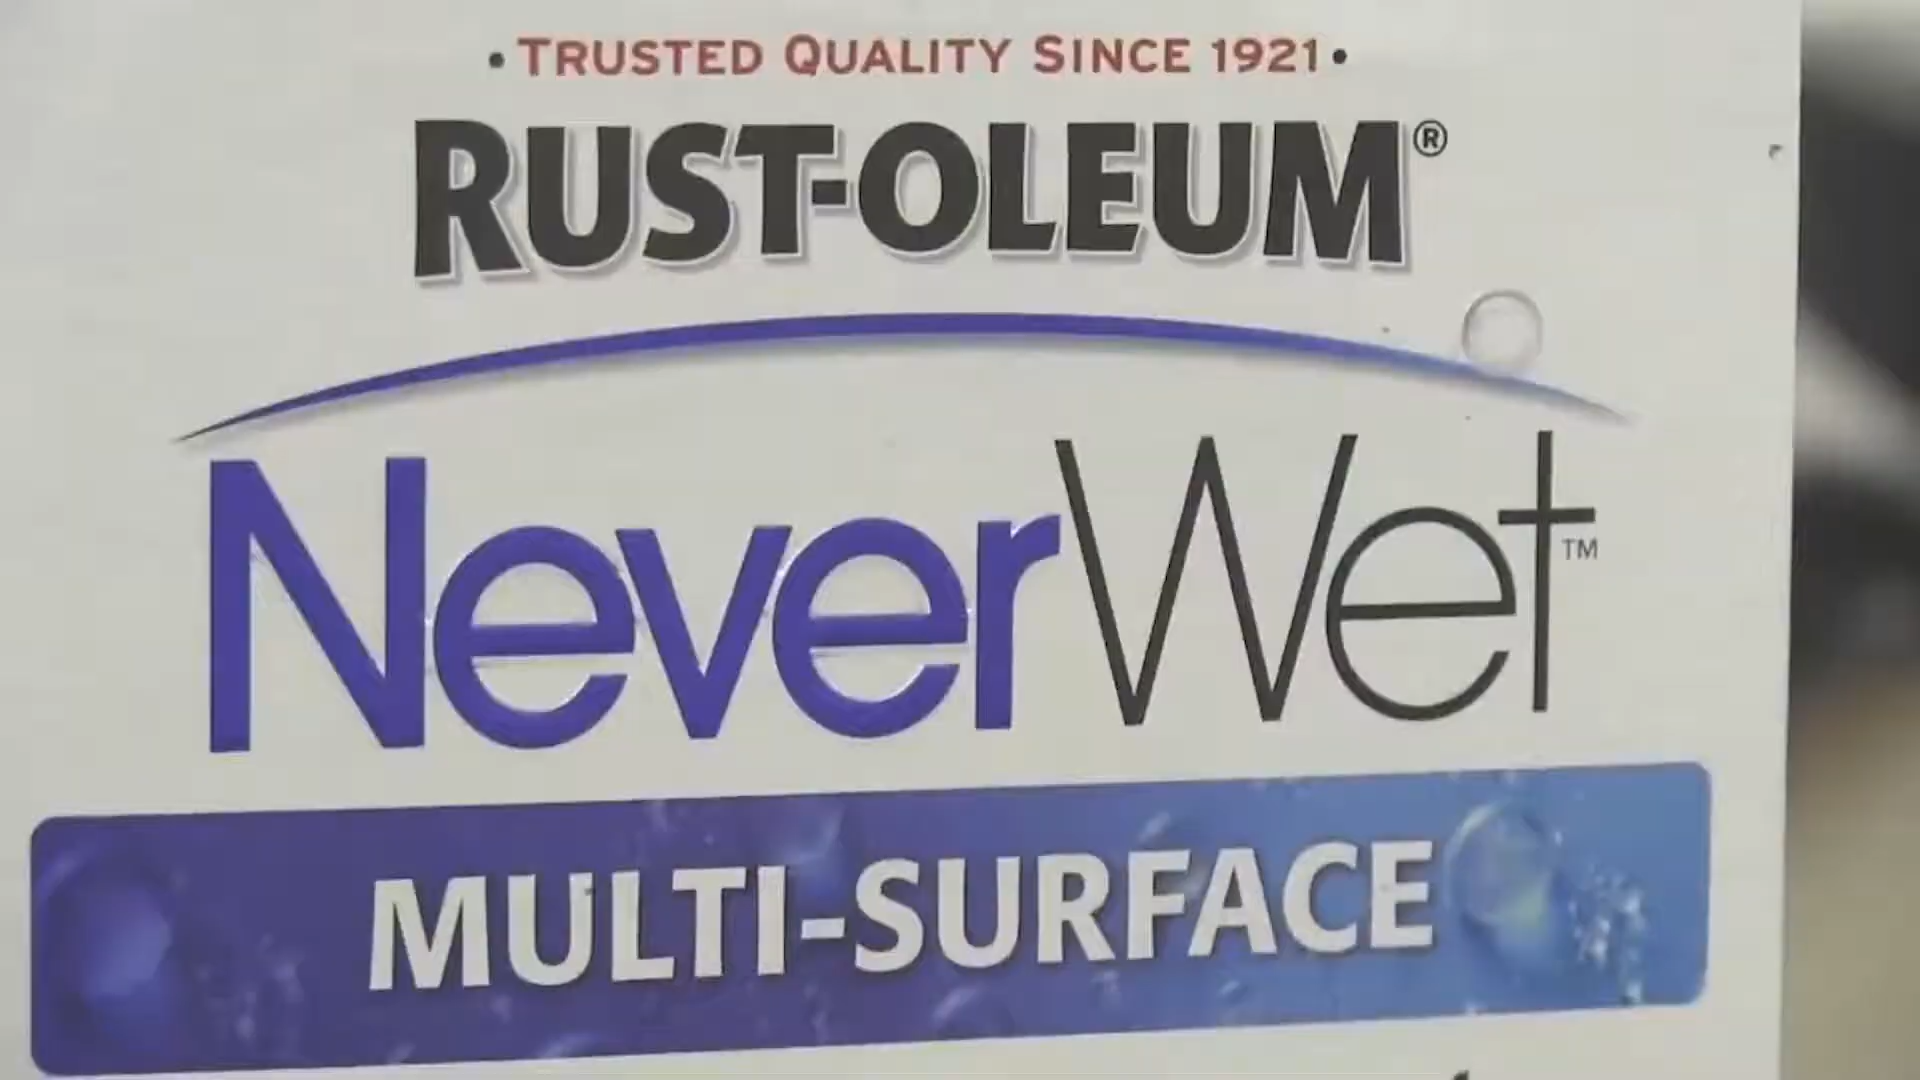 • TRUSTED QUALITY SINCE 1921 •
RUST-OLEUM®
NeverWet™
MULTI-SURFACE